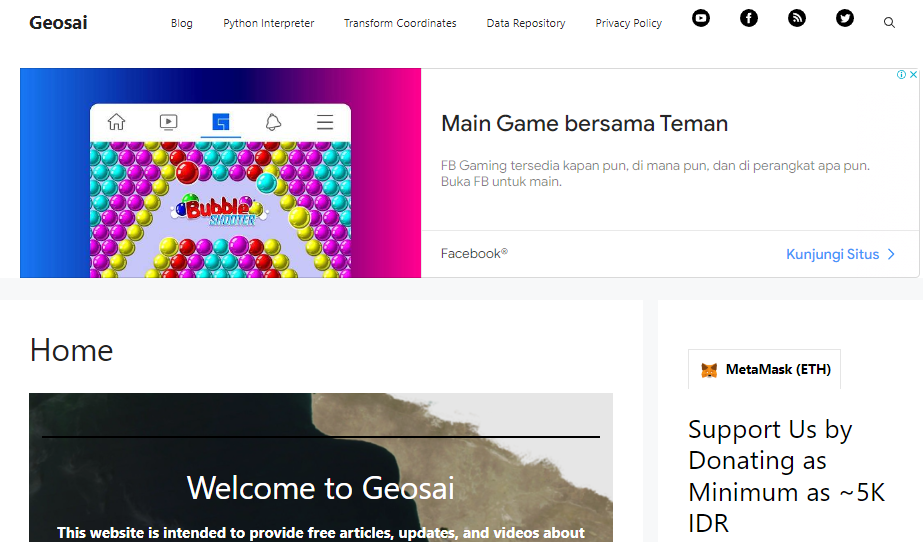 Geosai
Blog
Python Interpreter
Transform Coordinates
Data Repository
Privacy Policy
Bubble
SHOOTER
Main Game bersama Teman
FB Gaming tersedia kapan pun, di mana pun, dan di perangkat apa pun.
Buka FB untuk main.
Facebook®
Kunjungi Situs
Home
Welcome to Geosai
This website is intended to provide free articles, updates, and videos about
MetaMask (ETH)
Support Us by
Donating as
Minimum as ~5K
IDR